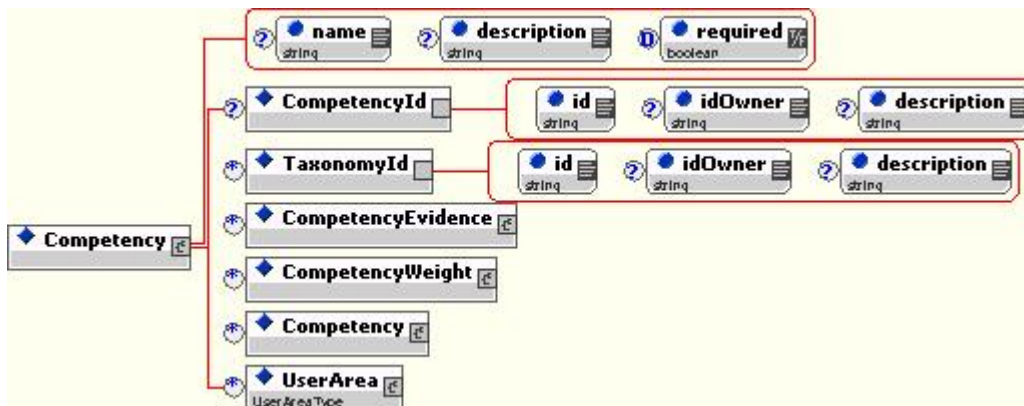 ? name ? description D required
string string boolean
? CompetencyId id ? idOwner ? description
string string string
* TaxonomyId id ? idOwner ? description
string string string
* CompetencyEvidence
Competency
* CompetencyWeight
* Competency
* UserArea
UserAreaType